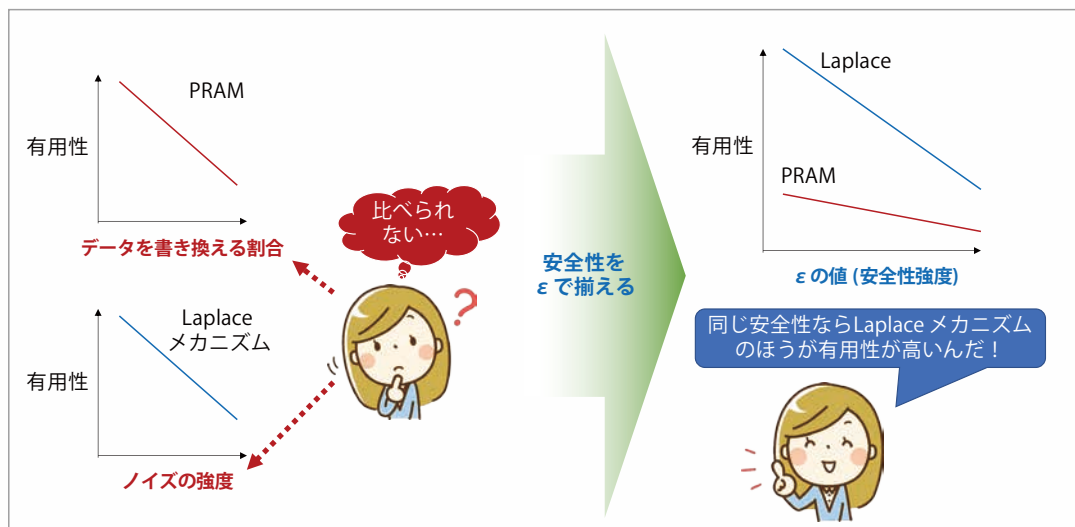 PRAM
有用性
データを書き換える割合
比べられ
ない…
?
Laplace
メカニズム
有用性
ノイズの強度
安全性を
ε で揃える
Laplace
有用性
PRAM
ε の値 (安全性強度)
同じ安全性ならLaplace メカニズム
のほうが有用性が高いんだ！